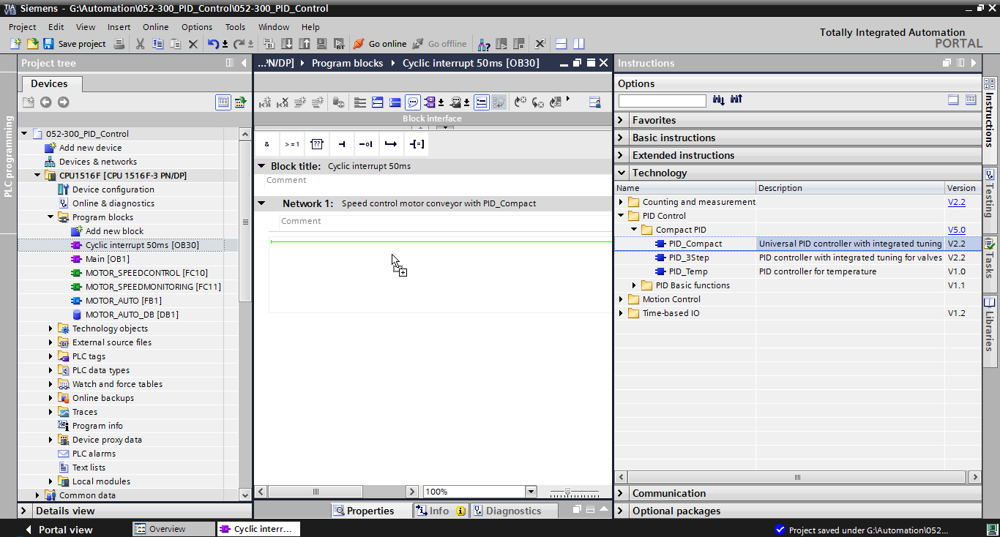 TIA V13 Siemens - G:\Automation\052-300_PID_Control\052-300_PID_Control
Project Edit View Insert Online Options Tools Window Help
Totally Integrated Automation
PORTAL
Save project Go online Go offline
PLC programming
Project tree
Devices
052-300_PID_Control
Add new device
Devices & networks
CPU1516F [CPU 1516F-3 PN/DP]
Device configuration
Online & diagnostics
Program blocks
Add new block
Cyclic interrupt 50ms [OB30]
Main [OB1]
MOTOR_SPEEDCONTROL [FC10]
MOTOR_SPEEDMONITORING [FC11]
MOTOR_AUTO [FB1]
MOTOR_AUTO_DB [DB1]
Technology objects
External source files
PLC tags
PLC data types
Watch and force tables
Online backups
Traces
Program info
Device proxy data
PLC alarms
Text lists
Local modules
Common data
Details view
...'N/DP] Program blocks Cyclic interrupt 50ms [OB30]
Block interface
& >=1 ?? -o| -[=]
Block title: Cyclic interrupt 50ms
Comment
Network 1: Speed control motor conveyor with PID_Compact
Comment
100%
Properties Info Diagnostics
Instructions
Options
Favorites
Basic instructions
Extended instructions
Technology
Name Description Version
Counting and measurement V2.2
PID Control
Compact PID V5.0
PID_Compact Universal PID controller with integrated tuning V2.2
PID_3Step PID controller with integrated tuning for valves V2.2
PID_Temp PID controller for temperature V1.0
PID Basic functions V1.1
Motion Control
Time-based IO V1.2
Communication
Optional packages
Instructions
Testing
Tasks
Libraries
Portal view Overview Cyclic interr... Project saved under G:\Automation\052...